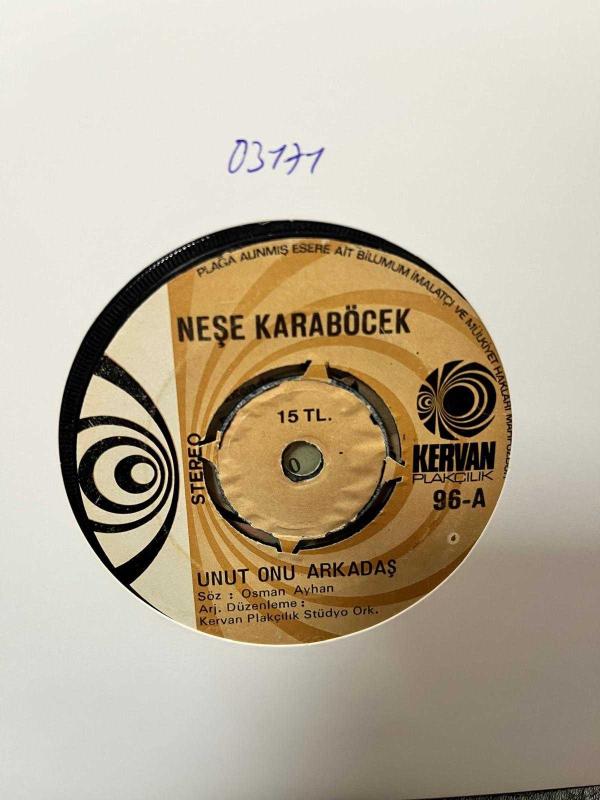 03171
PLAĞA ALINMIŞ ESERE AİT BİLUMUM İMALATÇI VE MÜLKİYET HAKLARI MAHFUZDUR
NEŞE KARABÖCEK
15 TL.
STEREO
KERVAN
PLAKÇILIK
96-A
UNUT ONU ARKADAŞ
Söz : Osman Ayhan
Arj. Düzenleme :
Kervan Plakçılık Stüdyo Ork.